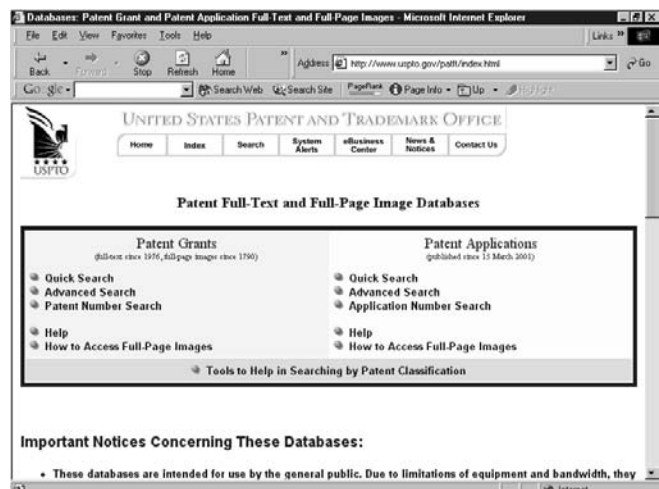 Databases: Patent Grant and Patent Application Full-Text and Full-Page Images - Microsoft Internet Explorer
File Edit View Favorites Tools Help
Links »
Back Forward Stop Refresh Home » Address http://www.uspto.gov/patft/index.html Go
Google - Search Web Search Site PageRank Page Info Up Highlight
UNITED STATES PATENT AND TRADEMARK OFFICE
Home Index Search System Alerts eBusiness Center News & Notices Contact Us
USPTO
Patent Full-Text and Full-Page Image Databases
Patent Grants
(full-text since 1976, full-page images since 1790)
Quick Search
Advanced Search
Patent Number Search
Help
How to Access Full-Page Images
Patent Applications
(published since 15 March 2001)
Quick Search
Advanced Search
Application Number Search
Help
How to Access Full-Page Images
Tools to Help in Searching by Patent Classification
Important Notices Concerning These Databases:
• These databases are intended for use by the general public. Due to limitations of equipment and bandwidth, they
Internet